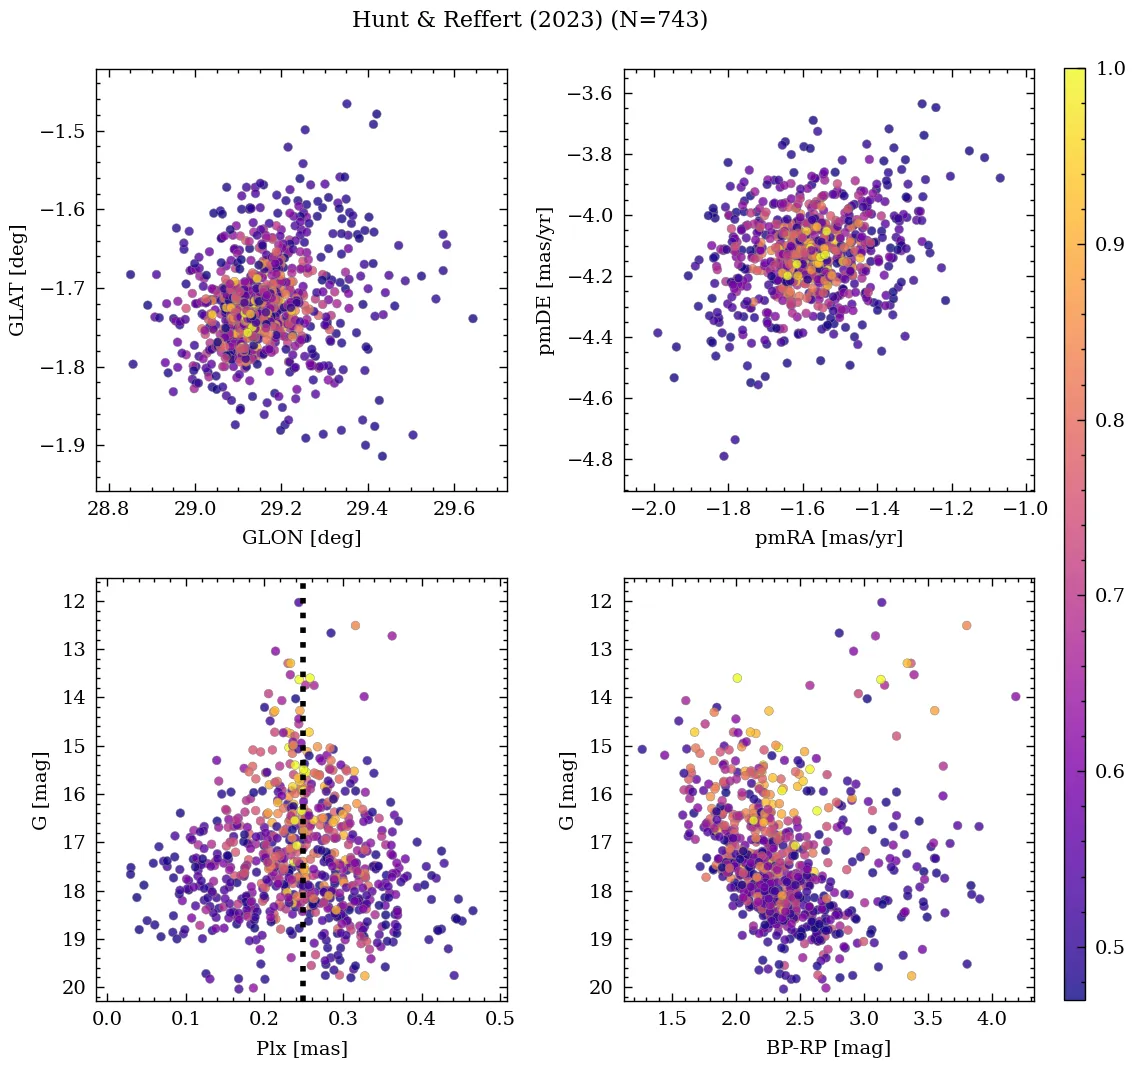 Hunt & Reffert (2023) (N=743)
−1.5
−1.6
−1.7
−1.8
−1.9
GLAT [deg]
28.8 29.0 29.2 29.4 29.6
GLON [deg]
−3.6
−3.8
−4.0
−4.2
−4.4
−4.6
−4.8
pmDE [mas/yr]
−2.0 −1.8 −1.6 −1.4 −1.2 −1.0
pmRA [mas/yr]
1.0
0.9
0.8
0.7
0.6
0.5
12
13
14
15
16
17
18
19
20
G [mag]
0.0 0.1 0.2 0.3 0.4 0.5
Plx [mas]
12
13
14
15
16
17
18
19
20
G [mag]
1.5 2.0 2.5 3.0 3.5 4.0
BP-RP [mag]